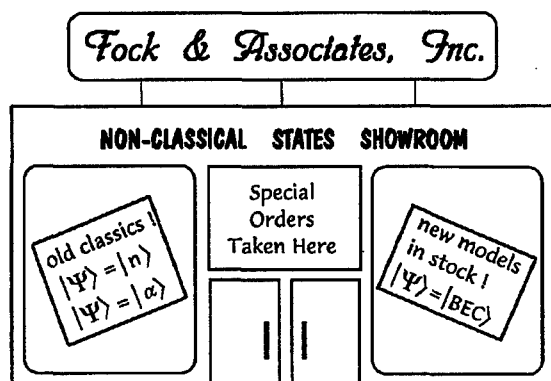 Fock & Associates, Inc.
NON-CLASSICAL STATES SHOWROOM
old classics !
|Ψ⟩ = |n⟩
|Ψ⟩ = |α⟩
Special
Orders
Taken Here
new models
in stock !
|Ψ⟩ = |BEC⟩